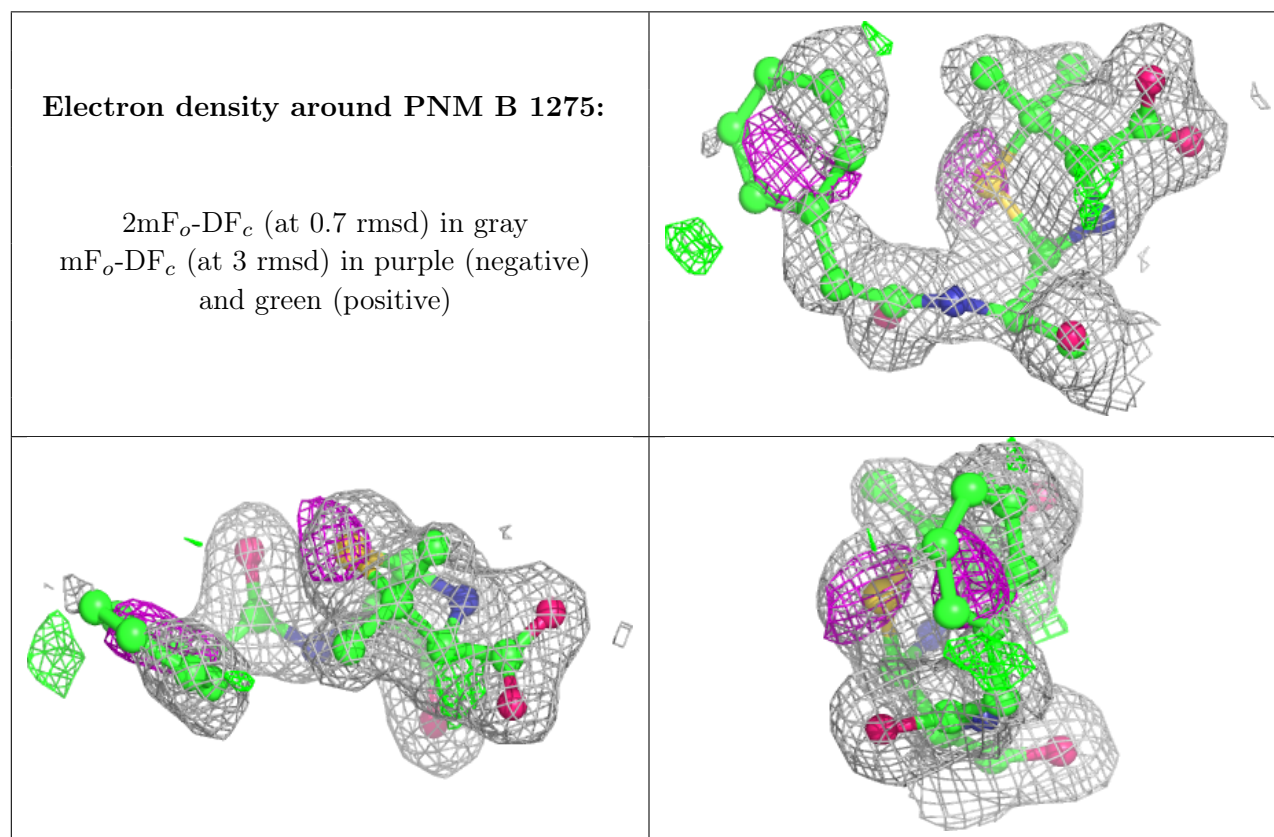 Electron density around PNM B 1275:
2mFo-DFc (at 0.7 rmsd) in gray
mFo-DFc (at 3 rmsd) in purple (negative)
and green (positive)